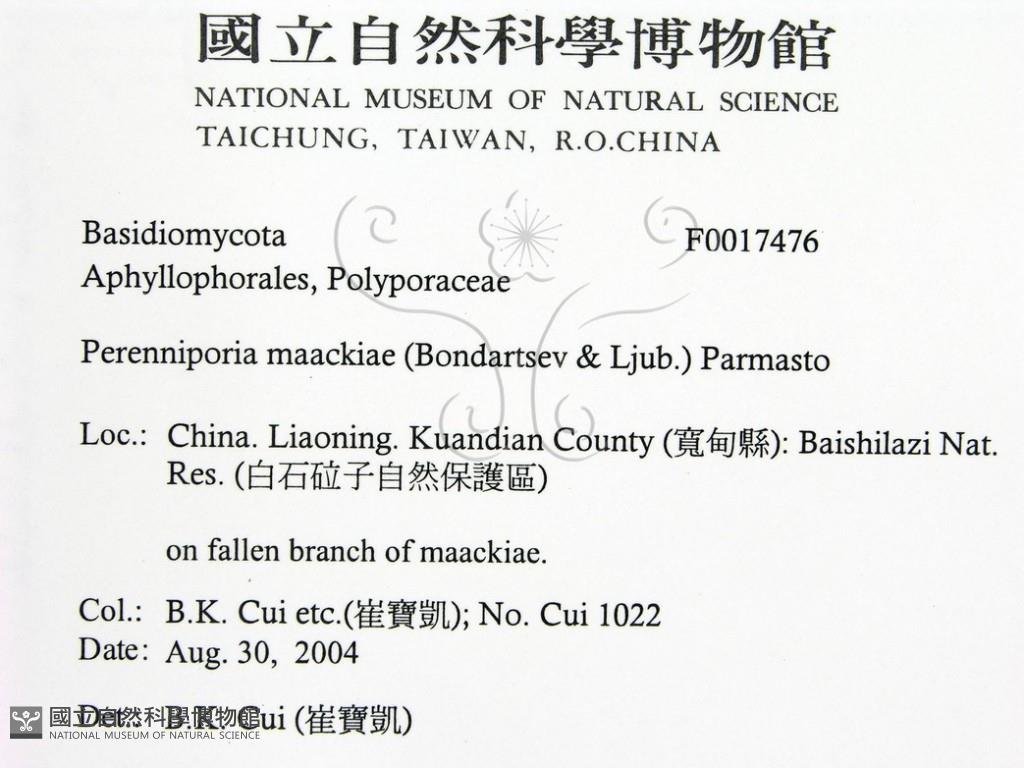 國立自然科學博物館
NATIONAL MUSEUM OF NATURAL SCIENCE
TAICHUNG, TAIWAN, R.O.CHINA
Basidiomycota F0017476
Aphyllophorales, Polyporaceae
Perenniporia maackiae (Bondartsev & Ljub.) Parmasto
Loc.: China. Liaoning. Kuandian County (寬甸縣): Baishilazi Nat.
Res. (白石砬子自然保護區)
on fallen branch of maackiae.
Col.: B.K. Cui etc.(崔寶凱); No. Cui 1022
Date: Aug. 30, 2004
Det.: B.K. Cui (崔寶凱)
國立自然科學博物館
NATIONAL MUSEUM OF NATURAL SCIENCE